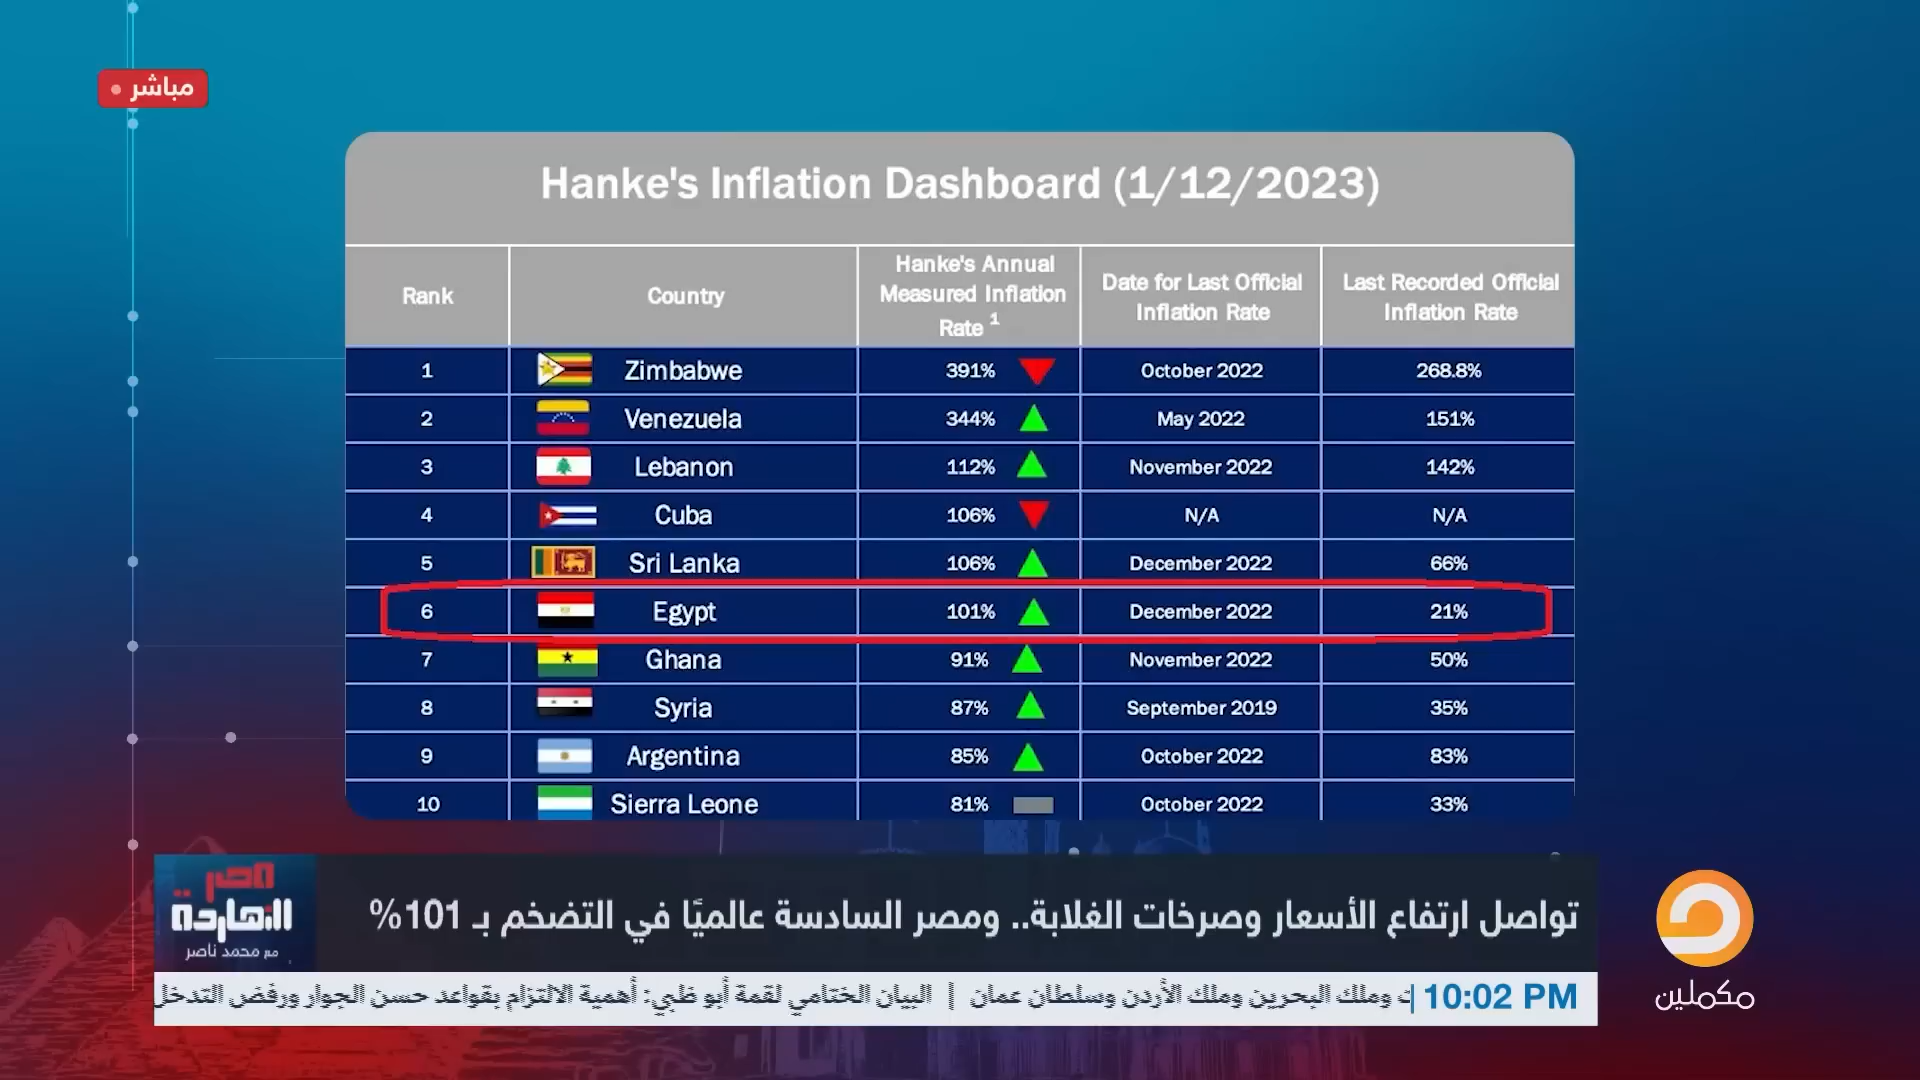 مباشر
Hanke's Inflation Dashboard (1/12/2023)
Rank Country Hanke's Annual Measured Inflation Rate 1 Date for Last Official Inflation Rate Last Recorded Official Inflation Rate
1 Zimbabwe 391% October 2022 268.8%
2 Venezuela 344% May 2022 151%
3 Lebanon 112% November 2022 142%
4 Cuba 106% N/A N/A
5 Sri Lanka 106% December 2022 66%
6 Egypt 101% December 2022 21%
7 Ghana 91% November 2022 50%
8 Syria 87% September 2019 35%
9 Argentina 85% October 2022 83%
10 Sierra Leone 81% October 2022 33%
تواصل ارتفاع الأسعار وصرخات الغلابة.. ومصر السادسة عالميًا في التضخم بـ 101%
مصر
النهاردة
مع محمد ناصر
10:02 PM
وملك البحرين وملك الأردن وسلطان عمان | البيان الختامي لقمة أبو ظبي: أهمية الالتزام بقواعد حسن الجوار ورفض التدخل
مكملين